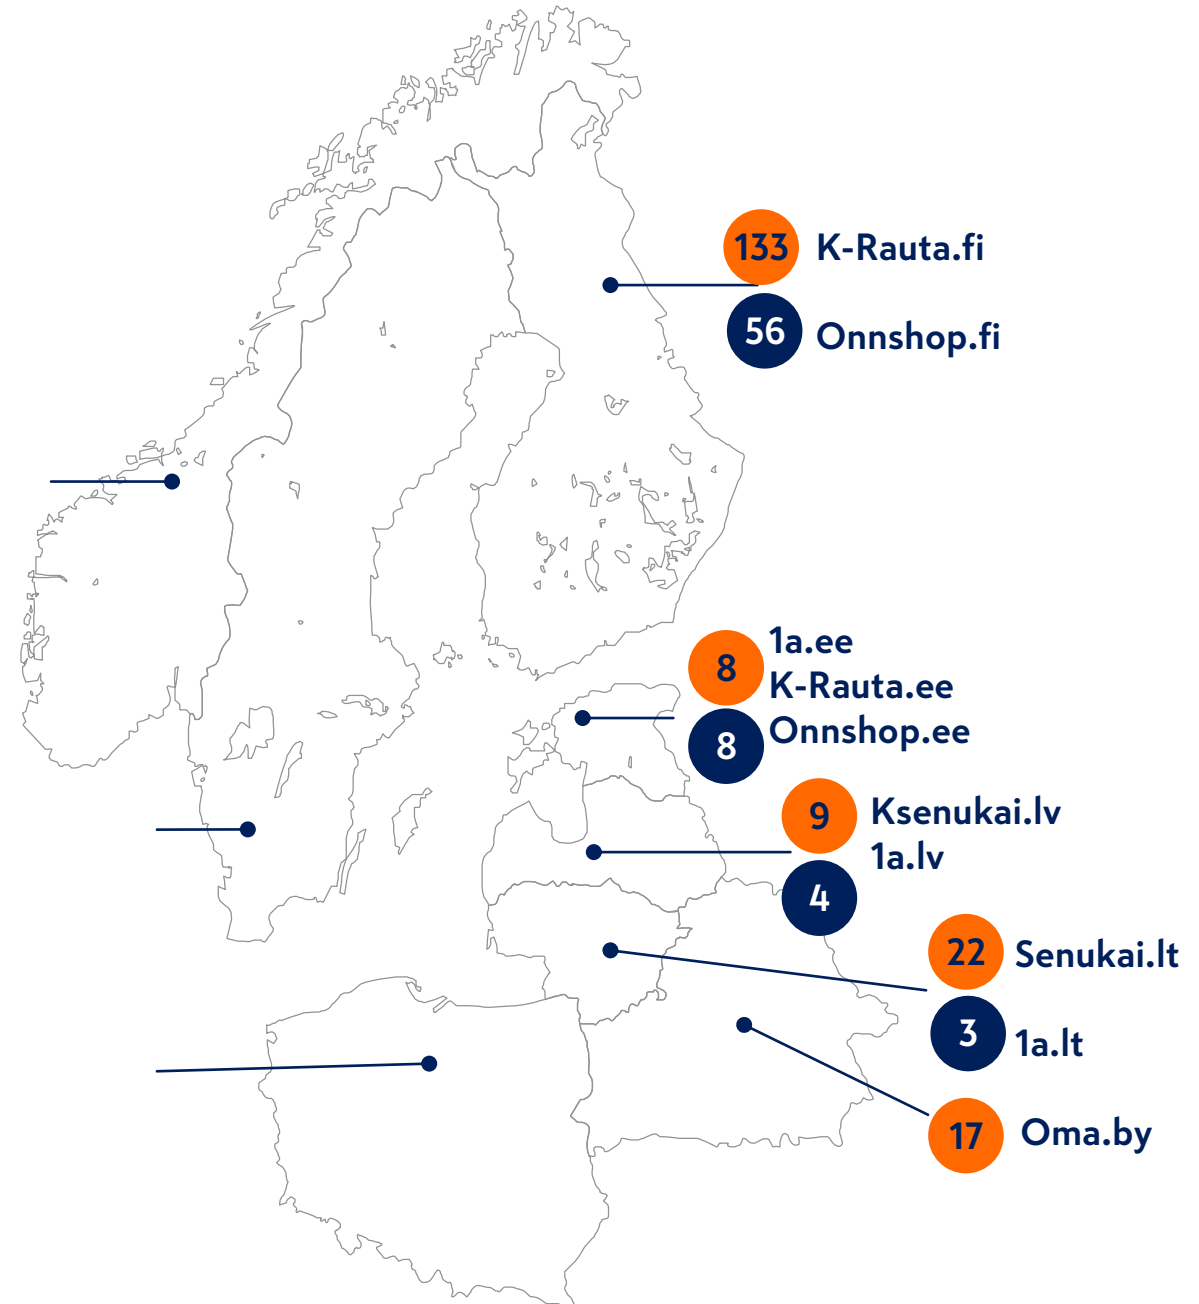 133 K-Rauta.fi
56 Onnshop.fi
1a.ee
8 K-Rauta.ee
8 Onnshop.ee
9 Ksenukai.lv
1a.lv
4
22 Senukai.lt
3 1a.lt
17 Oma.by